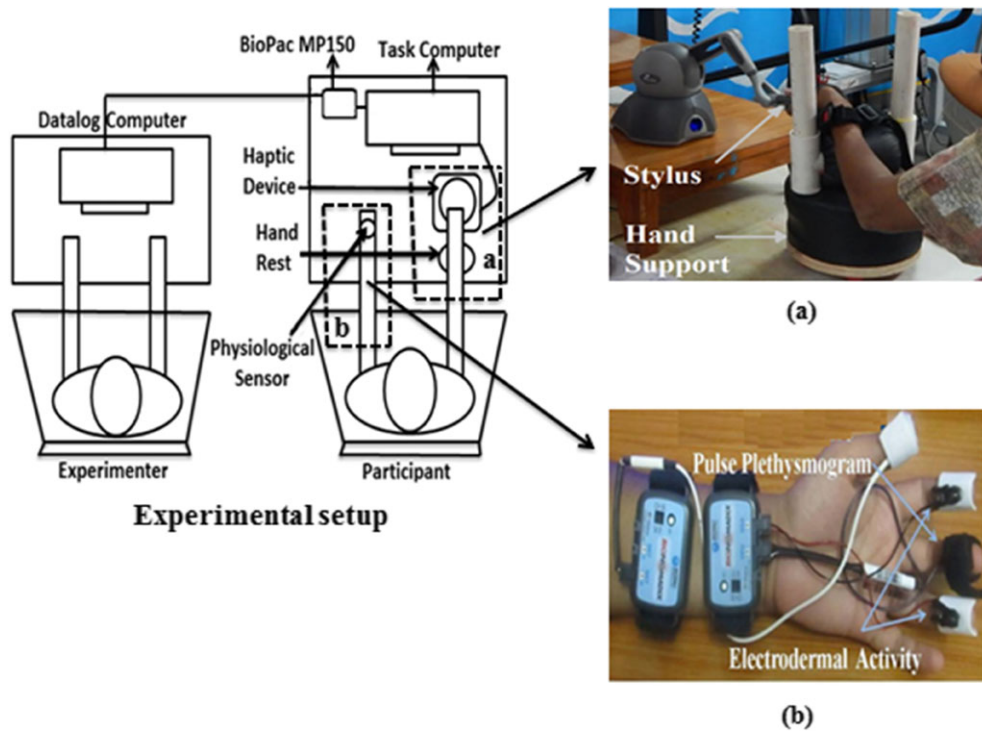 BioPac MP150
Task Computer
Datalog Computer
Haptic
Device
Hand
Rest
a
b
Physiological
Sensor
Experimenter
Participant
Experimental setup
Stylus
Hand
Support
(a)
Pulse Plethysmogram
Electrodermal Activity
(b)